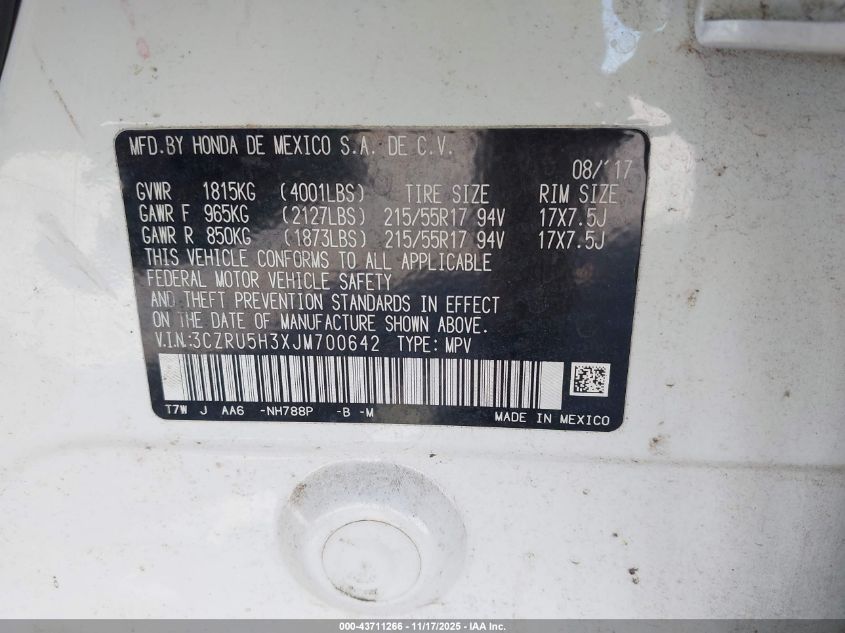 MFD.BY HONDA DE MEXICO S.A. DE C.V.
08/'17
GVWR 1815KG (4001LBS) TIRE SIZE RIM SIZE
GAWR F 965KG (2127LBS) 215/55R17 94V 17X7.5J
GAWR R 850KG (1873LBS) 215/55R17 94V 17X7.5J
THIS VEHICLE CONFORMS TO ALL APPLICABLE
FEDERAL MOTOR VEHICLE SAFETY
AND THEFT PREVENTION STANDARDS IN EFFECT
ON THE DATE OF MANUFACTURE SHOWN ABOVE.
V.I.N:3CZRU5H3XJM700642 TYPE: MPV
T7W J AA6 -NH788P -B -M MADE IN MEXICO
000-43711266 - 11/17/2025 - IAA Inc.